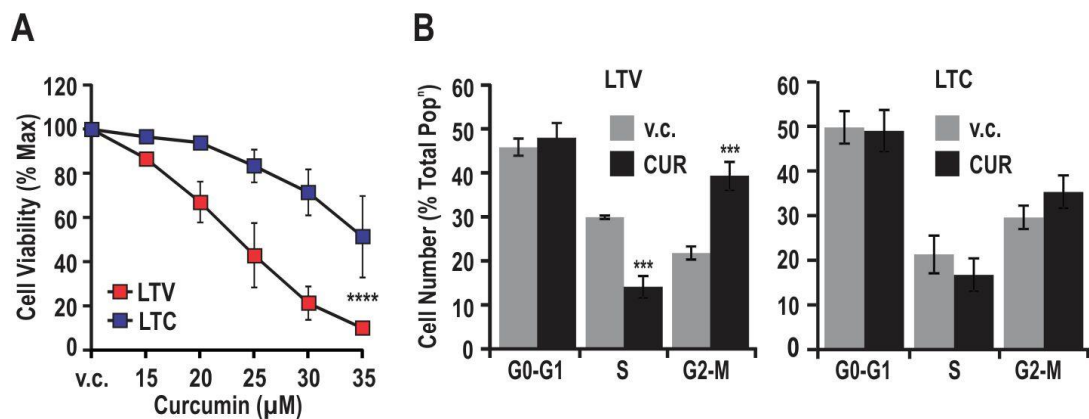 A
Cell Viability (% Max)
120
100
80
60
40
20
0
LTV
LTC
****
v.c. 15 20 25 30 35
Curcumin (µM)
B
Cell Number (% Total Popⁿ)
LTV
60
50
40
30
20
10
0
v.c.
CUR
***
***
G0-G1 S G2-M
LTC
60
50
40
30
20
10
0
v.c.
CUR
G0-G1 S G2-M